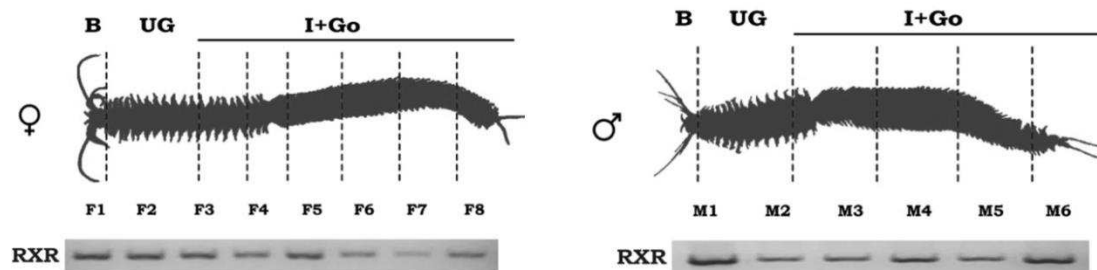 B UG I+Go
♀
F1 F2 F3 F4 F5 F6 F7 F8
RXR
B UG I+Go
♂
M1 M2 M3 M4 M5 M6
RXR